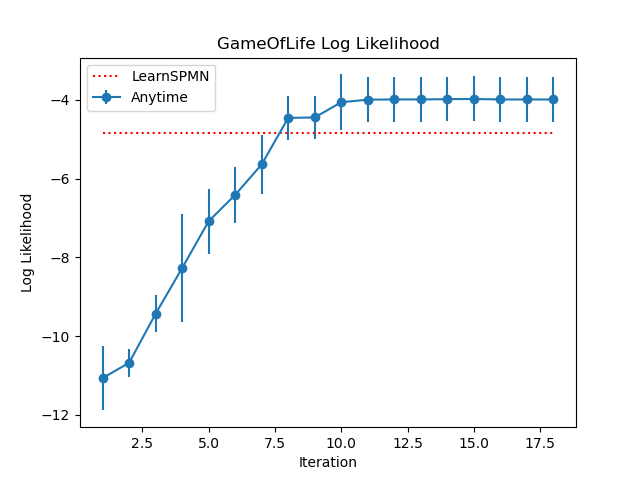 GameOfLife Log Likelihood
LearnSPMN
Anytime
Log Likelihood
−4
−6
−8
−10
−12
2.5 5.0 7.5 10.0 12.5 15.0 17.5
Iteration